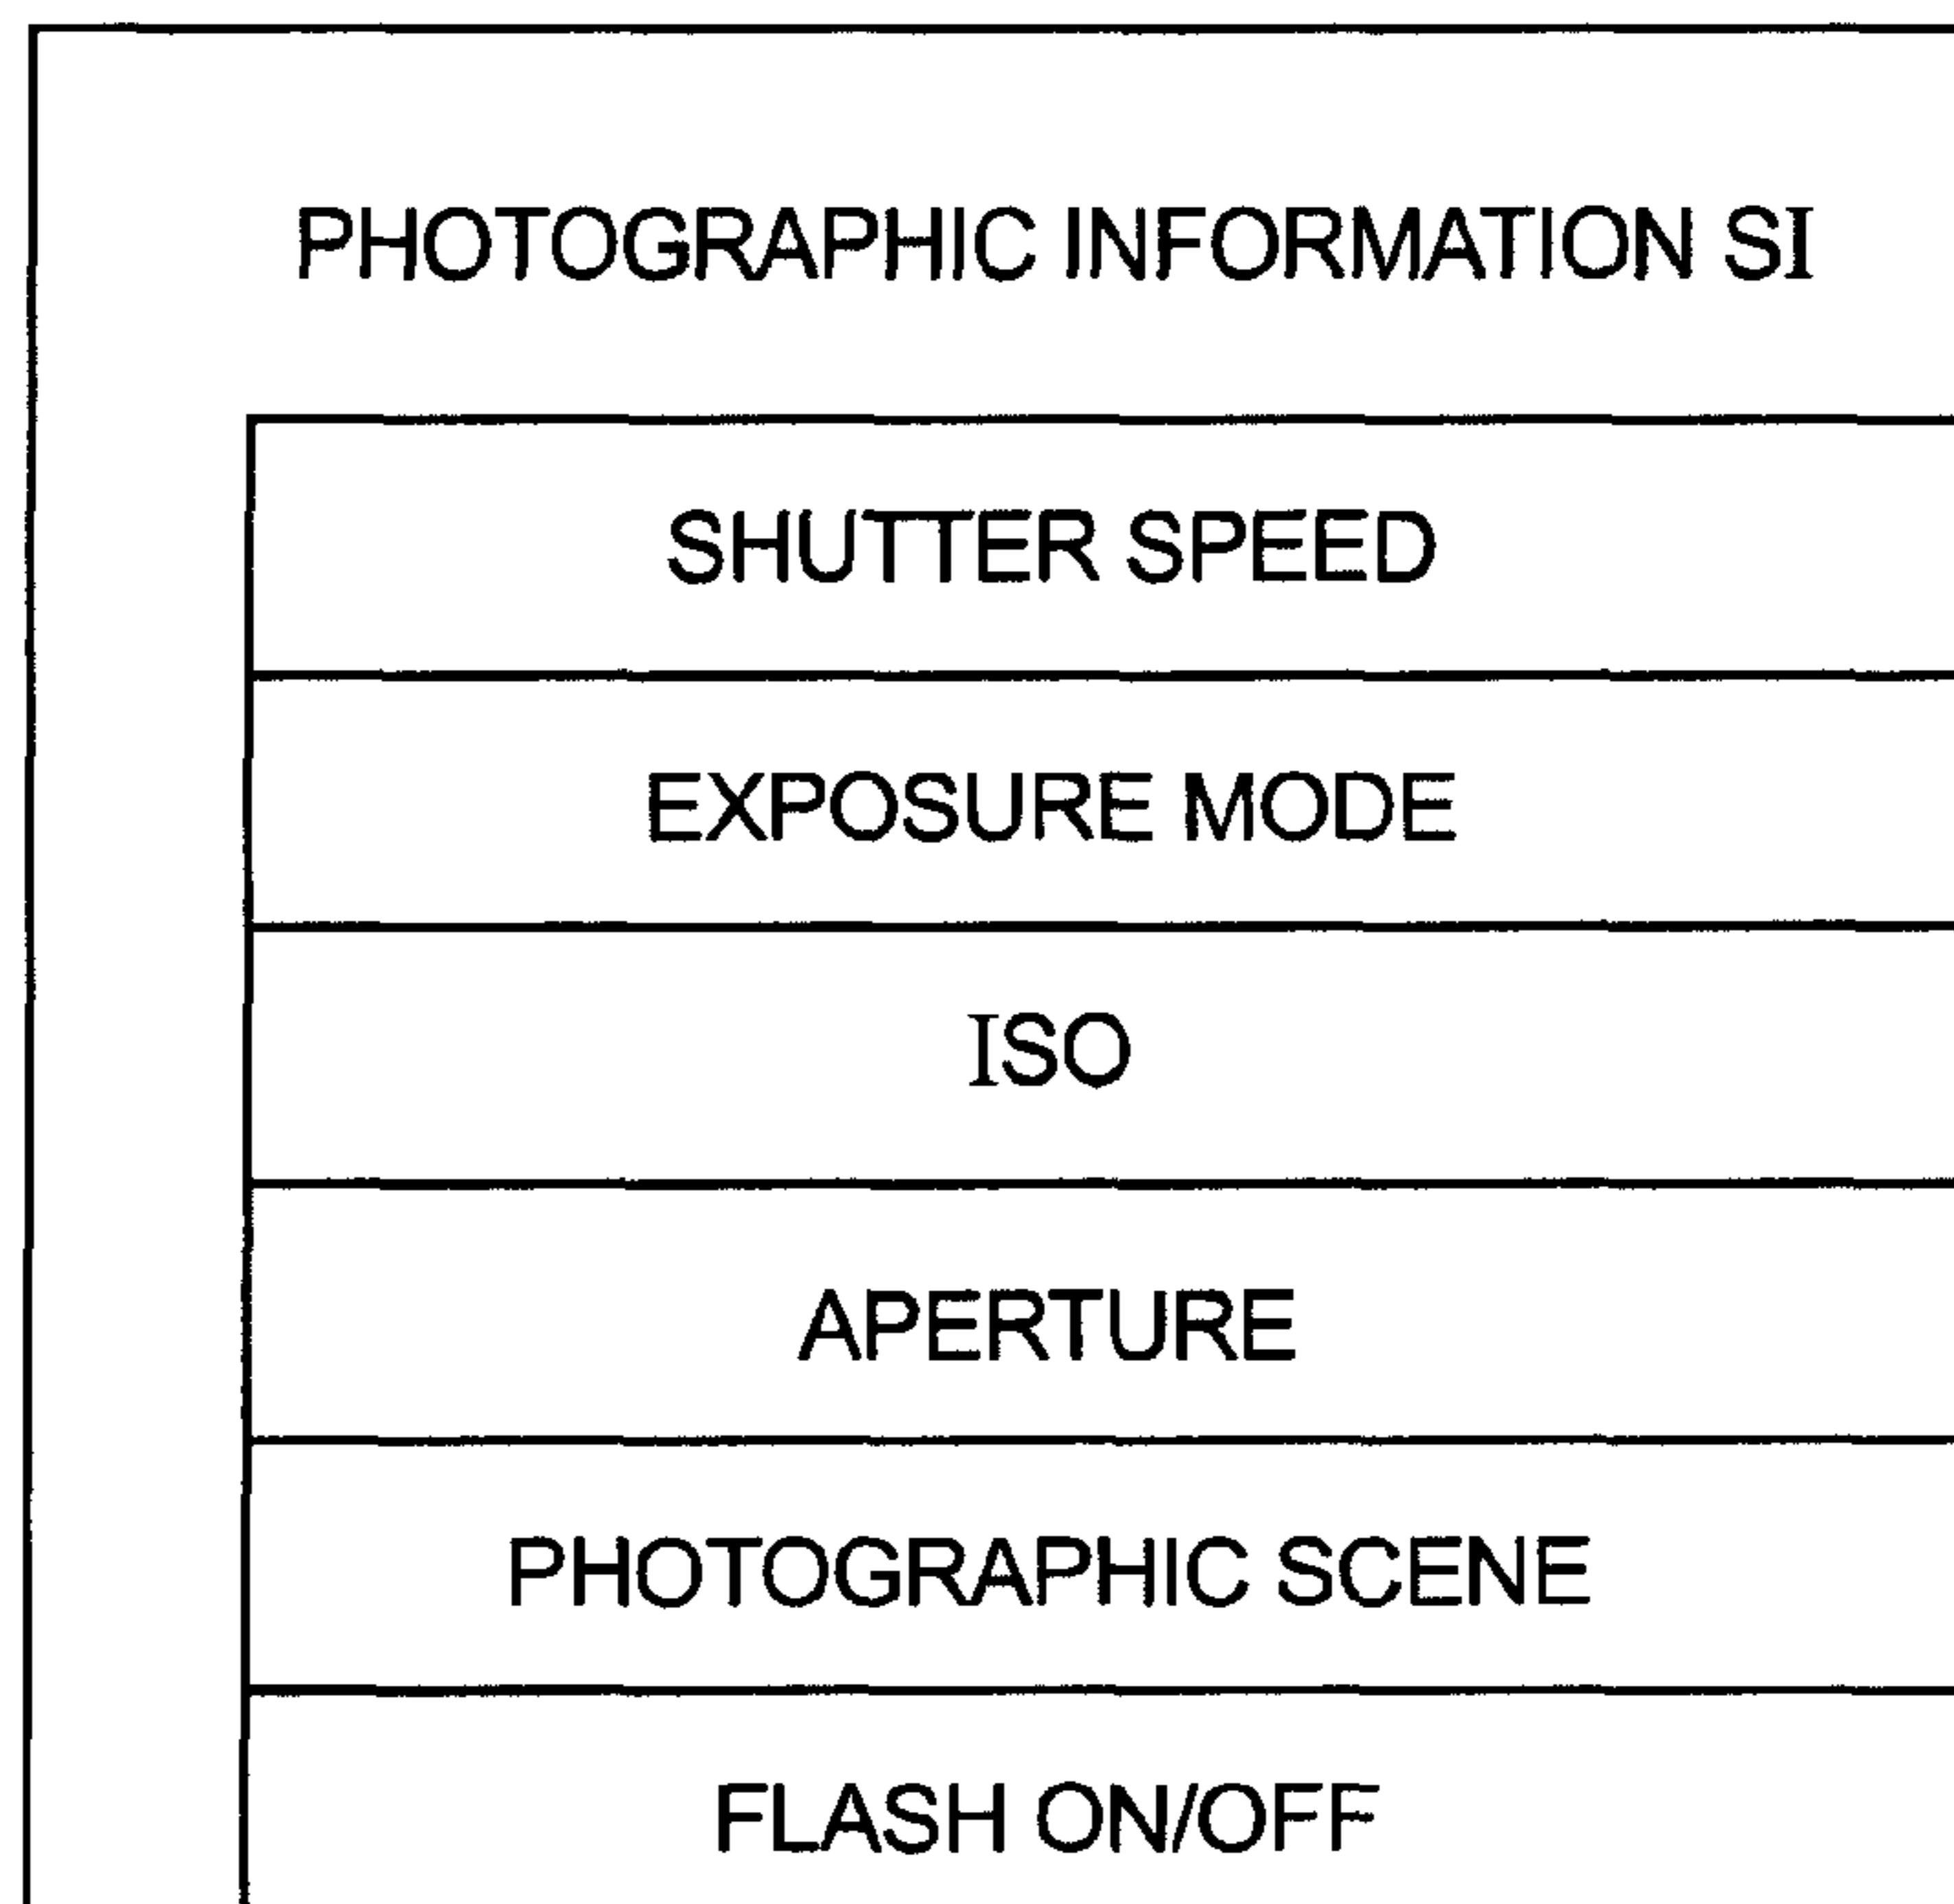 PHOTOGRAPHIC INFORMATION SI
SHUTTER SPEED
EXPOSURE MODE
ISO
APERTURE
PHOTOGRAPHIC SCENE
FLASH ON/OFF